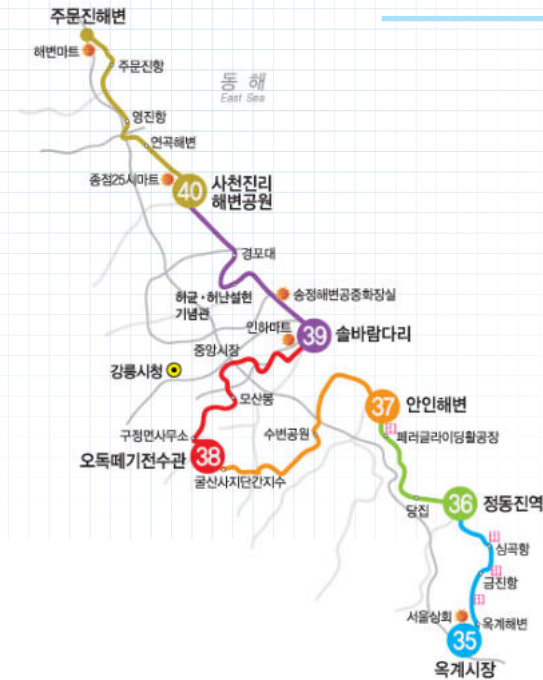 주문진해변
해변마트
주문진항
동 해
East Sea
영진항
연곡해변
종점25시마트
40
사천진리
해변공원
경포대
허균·허난설헌
기념관
송정해변공중화장실
인하마트
39
솔바람다리
중앙시장
강릉시청
모산봉
37
안인해변
구정면사무소
수변공원
패러글라이딩활공장
오독떼기전수관
38
굴산사지단간지수
36
정동진역
당집
심곡항
금진항
서울상회
옥계해변
35
옥계시장